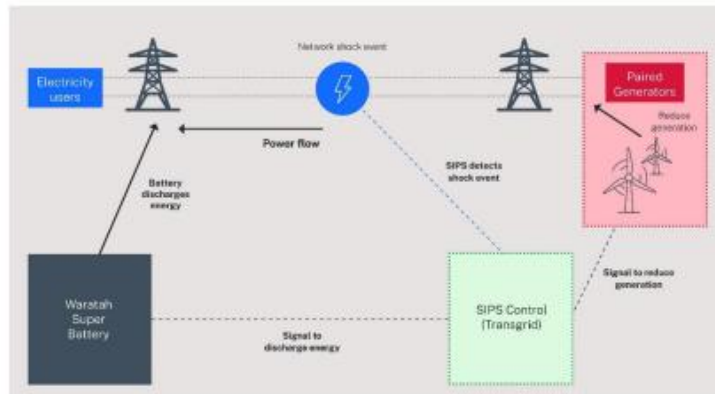 Network shock event
Electricity
users
Paired
Generators
Reduce
generation
Power flow
SIPS detects
shock event
Battery
discharges
energy
Signal to reduce
generation
Waratah
Super
Battery
SIPS Control
(Transgrid)
Signal to
discharge energy